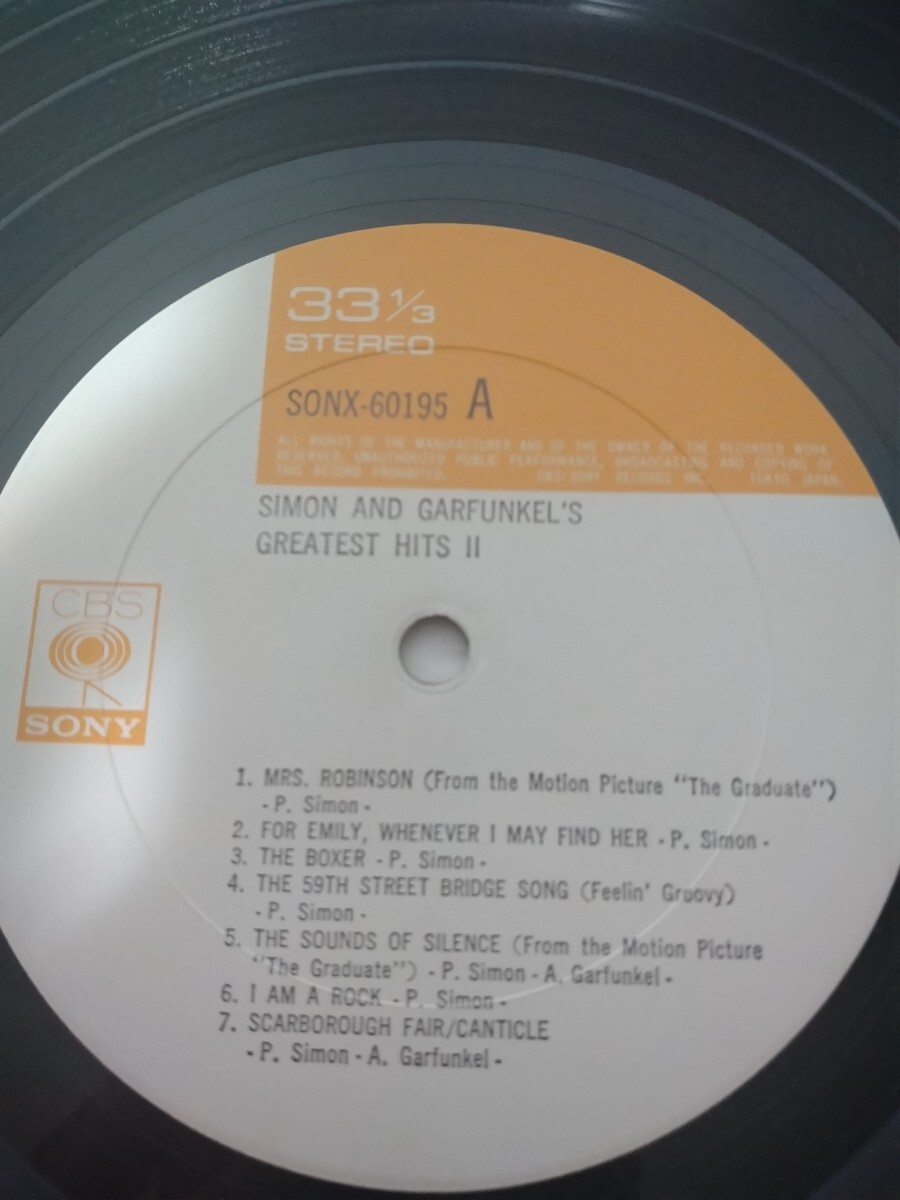 33 1/3
STEREO
SONX-60195 A
ALL RIGHTS OF THE MANUFACTURER AND OF THE OWNER OF THE RECORDED WORK
RESERVED. UNAUTHORIZED PUBLIC PERFORMANCE, BROADCASTING AND COPYING OF
THIS RECORD PROHIBITED. CBS/SONY RECORDS INC. TOKYO JAPAN.
SIMON AND GARFUNKEL'S
GREATEST HITS II
CBS
SONY
1. MRS. ROBINSON (From the Motion Picture "The Graduate")
- P. Simon -
2. FOR EMILY, WHENEVER I MAY FIND HER - P. Simon -
3. THE BOXER - P. Simon -
4. THE 59TH STREET BRIDGE SONG (Feelin' Groovy)
- P. Simon -
5. THE SOUNDS OF SILENCE (From the Motion Picture
"The Graduate") - P. Simon - A. Garfunkel -
6. I AM A ROCK - P. Simon -
7. SCARBOROUGH FAIR/CANTICLE
- P. Simon - A. Garfunkel -